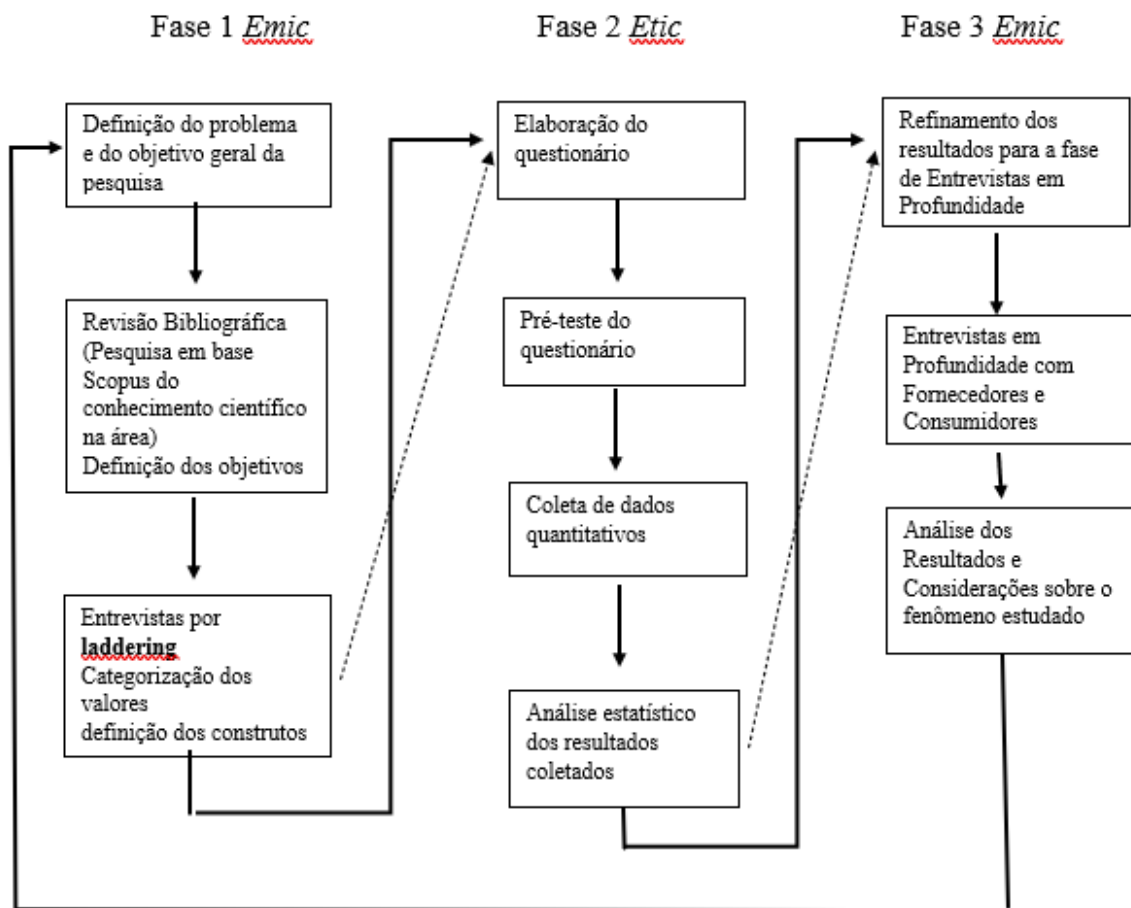 Fase 1 Emic
Definição do problema
e do objetivo geral da
pesquisa
Revisão Bibliográfica
(Pesquisa em base
Scopus do
conhecimento científico
na área)
Definição dos objetivos
Entrevistas por
laddering
Categorização dos
valores
definição dos construtos
Fase 2 Etic
Elaboração do
questionário
Pré-teste do
questionário
Coleta de dados
quantitativos
Análise estatístico
dos resultados
coletados
Fase 3 Emic
Refinamento dos
resultados para a fase
de Entrevistas em
Profundidade
Entrevistas em
Profundidade com
Fornecedores e
Consumidores
Análise dos
Resultados e
Considerações sobre o
fenômeno estudado